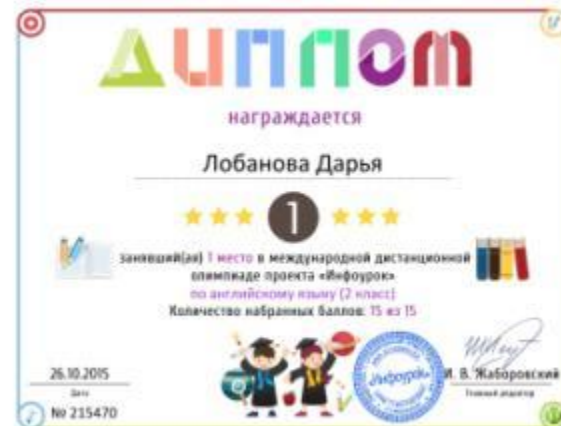 ДИПЛОМ
награждается
Лобанова Дарья
1
занявший(ая) 1 место в международной дистанционной
олимпиаде проекта «Инфоурок»
по английскому языку (2 класс)
Количество набранных баллов: 15 из 15
«Инфоурок»
26.10.2015
Дата
И. В. Жаборовский
Главный редактор
№ 215470